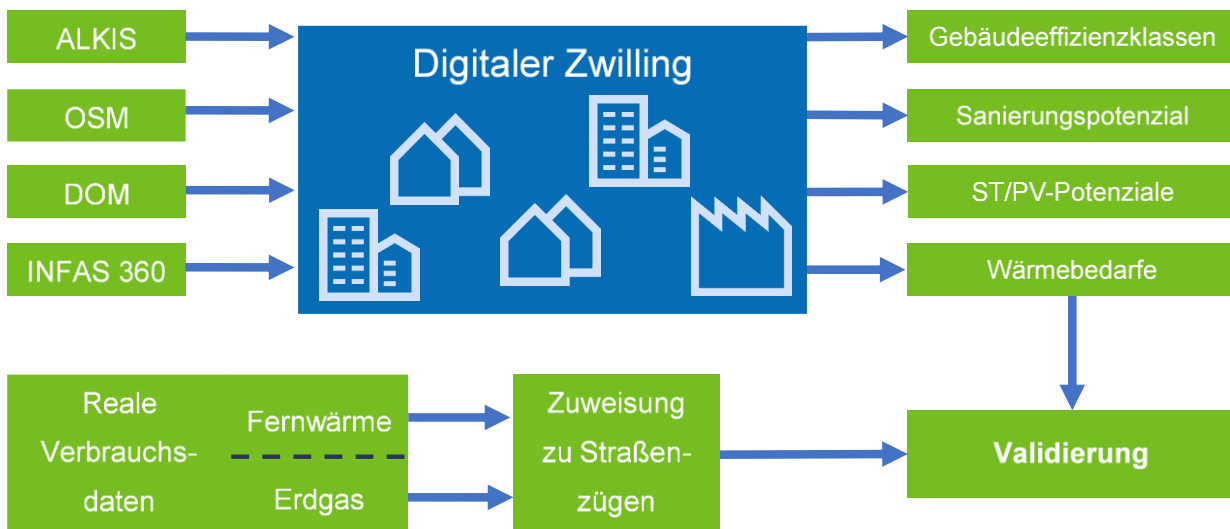 ALKIS
OSM
DOM
INFAS 360
Digitaler Zwilling
Gebäudeeffizienzklassen
Sanierungspotenzial
ST/PV-Potenziale
Wärmebedarfe
Reale
Verbrauchs-
daten
Fernwärme
Erdgas
Zuweisung
zu Straßen-
zügen
Validierung